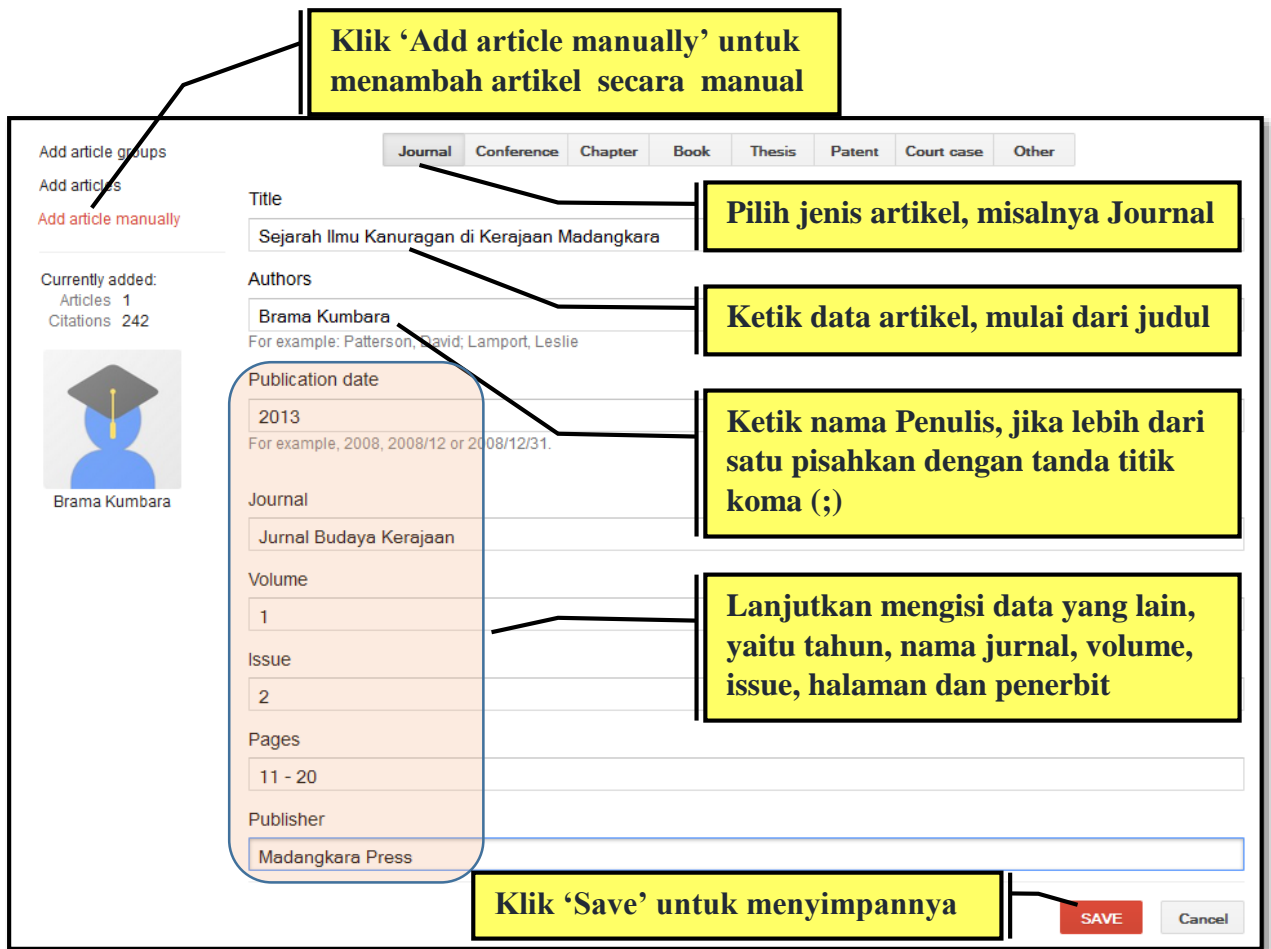 Klik ‘Add article manually’ untuk
menambah artikel secara manual
Add article groups
Add articles
Add article manually
Currently added:
Articles 1
Citations 242
Brama Kumbara
Journal Conference Chapter Book Thesis Patent Court case Other
Pilih jenis artikel, misalnya Journal
Title
Sejarah Ilmu Kanuragan di Kerajaan Madangkara
Ketik data artikel, mulai dari judul
Authors
Brama Kumbara
For example: Patterson, David; Lamport, Leslie
Ketik nama Penulis, jika lebih dari
satu pisahkan dengan tanda titik
koma (;)
Publication date
2013
For example, 2008, 2008/12 or 2008/12/31.
Journal
Jurnal Budaya Kerajaan
Lanjutkan mengisi data yang lain,
yaitu tahun, nama jurnal, volume,
issue, halaman dan penerbit
Volume
1
Issue
2
Pages
11 - 20
Publisher
Madangkara Press
Klik ‘Save’ untuk menyimpannya
SAVE Cancel